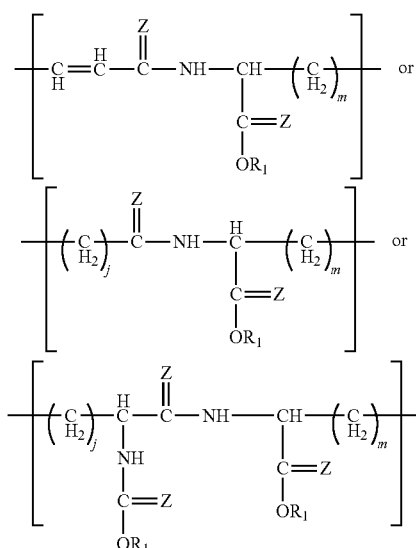 Z
C=C—C—NH—CH—(C)m or
H H H2
C=Z
OR1
Z H
(C)j—C—NH—C—(C)m or
H2 H2
C=Z
OR1
H Z
(C)j—C—C—NH—CH—(C)m
H2 H2
NH C=Z
C=Z OR1
OR1